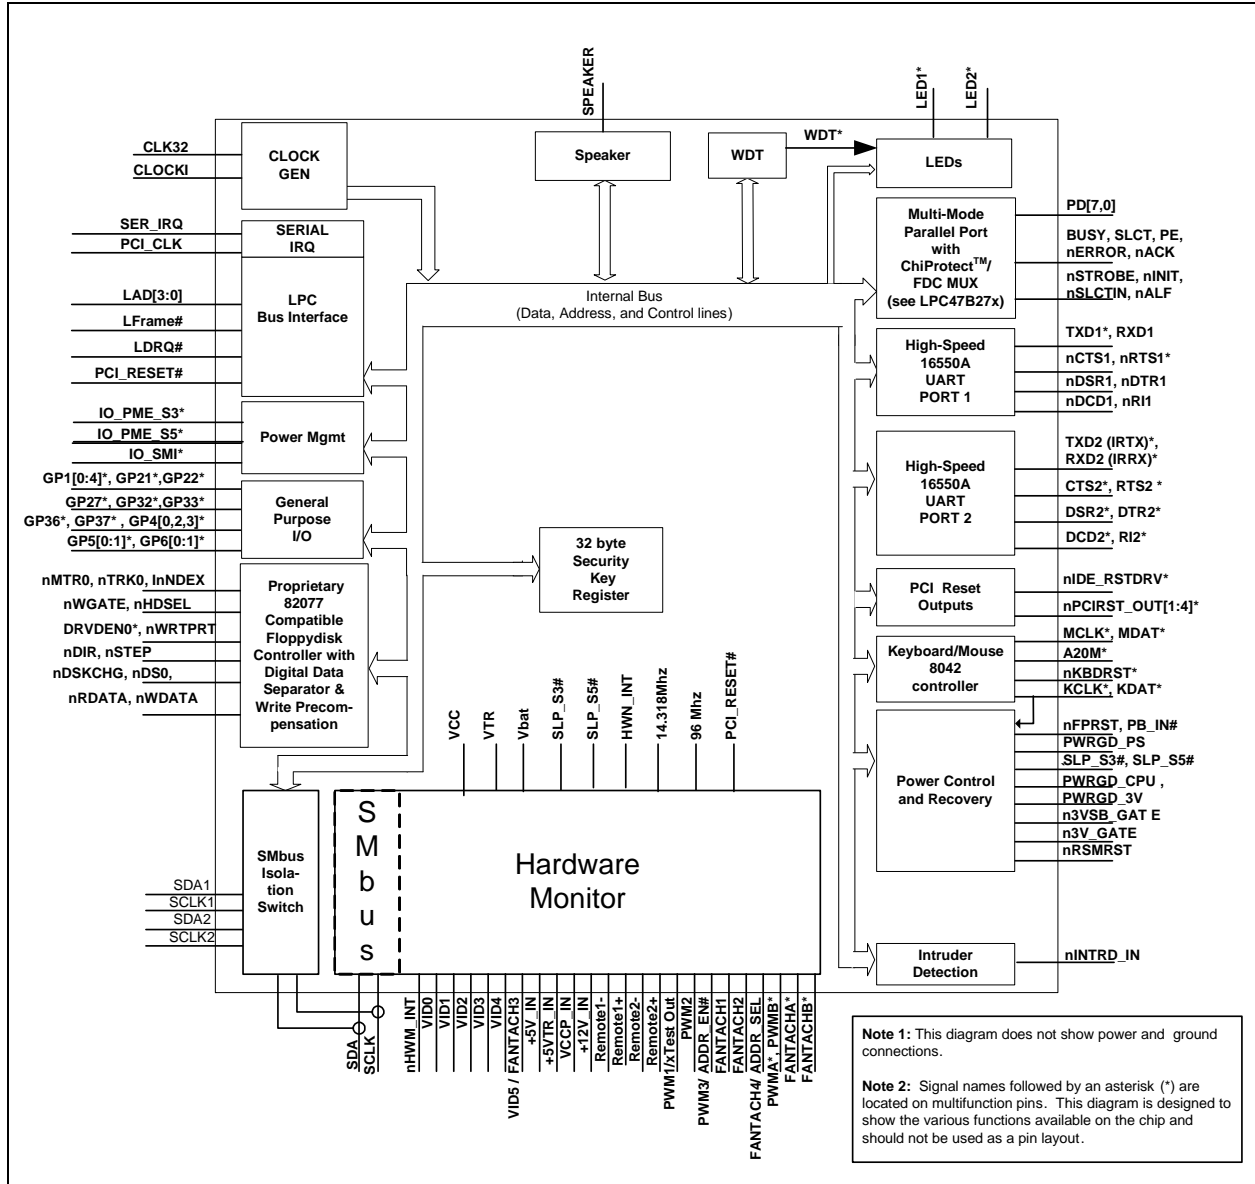 SPEAKER
LED1*
LED2*
CLK32
CLOCKI
CLOCK
GEN
Speaker
WDT
WDT*
LEDs
SER_IRQ
PCI_CLK
SERIAL
IRQ
LAD[3:0]
LFrame#
LDRQ#
PCI_RESET#
LPC
Bus Interface
Internal Bus
(Data, Address, and Control lines)
Multi-Mode
Parallel Port
with
ChiProtect™/
FDC MUX
(see LPC47B27x)
PD[7,0]
BUSY, SLCT, PE,
nERROR, nACK
nSTROBE, nINIT,
nSLCTIN, nALF
High-Speed
16550A
UART
PORT 1
TXD1*, RXD1
nCTS1, nRTS1*
nDSR1, nDTR1
nDCD1, nRI1
IO_PME_S3*
IO_PME_S5*
IO_SMI*
Power Mgmt
High-Speed
16550A
UART
PORT 2
TXD2 (IRTX)*,
RXD2 (IRRX)*
CTS2*, RTS2 *
DSR2*, DTR2*
DCD2*, RI2*
GP1[0:4]*, GP21*,GP22*
GP27*, GP32*,GP33*
GP36*, GP37* , GP4[0,2,3]*
GP5[0:1]*, GP6[0:1]*
General
Purpose
I/O
32 byte
Security
Key
Register
nMTR0, nTRK0, InNDEX
nWGATE, nHDSEL
DRVDEN0*, nWRTPRT
nDIR, nSTEP
nDSKCHG, nDS0,
nRDATA, nWDATA
Proprietary
82077
Compatible
Floppydisk
Controller with
Digital Data
Separator &
Write Precom-
pensation
PCI Reset
Outputs
nIDE_RSTDRV*
nPCIRST_OUT[1:4]*
Keyboard/Mouse
8042
controller
MCLK*, MDAT*
A20M*
nKBDRST*
KCLK*, KDAT*
Power Control
and Recovery
nFPRST, PB_IN#
PWRGD_PS
SLP_S3#, SLP_S5#
PWRGD_CPU ,
PWRGD_3V
n3VSB_GAT E
n3V_GATE
nRSMRST
VCC
VTR
Vbat
SLP_S3#
SLP_S5#
HWN_INT
14.318Mhz
96 Mhz
PCI_RESET#
SMbus
Isola-
tion
Switch
SDA1
SCLK1
SDA2
SCLK2
SMbus
Hardware
Monitor
Intruder
Detection
nINTRD_IN
SDA
SCLK
nHWM_INT
VID0
VID1
VID2
VID3
VID4
VID5 / FANTACH3
+5V_IN
+5VTR_IN
VCCP_IN
+12V_IN
Remote1-
Remote1+
Remote2-
Remote2+
PWM1/xTest Out
PWM2
PWM3/ ADDR_EN#
FANTACH1
FANTACH2
FANTACH4/ ADDR_SEL
PWMA*, PWMB*
FANTACHA*
FANTACHB*
Note 1: This diagram does not show power and ground
connections.
Note 2: Signal names followed by an asterisk (*) are
located on multifunction pins. This diagram is designed to
show the various functions available on the chip and
should not be used as a pin layout.